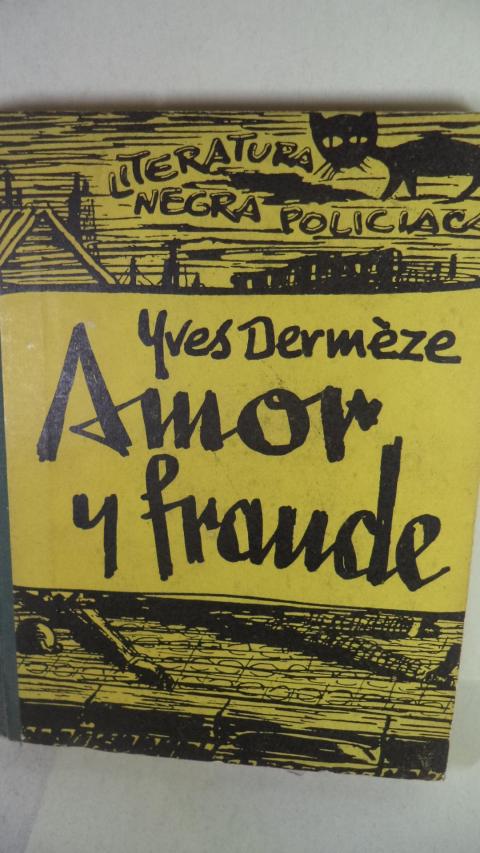 LITERATURA
NEGRA POLICIACA
Yves Dermèze
Amor
y fraude